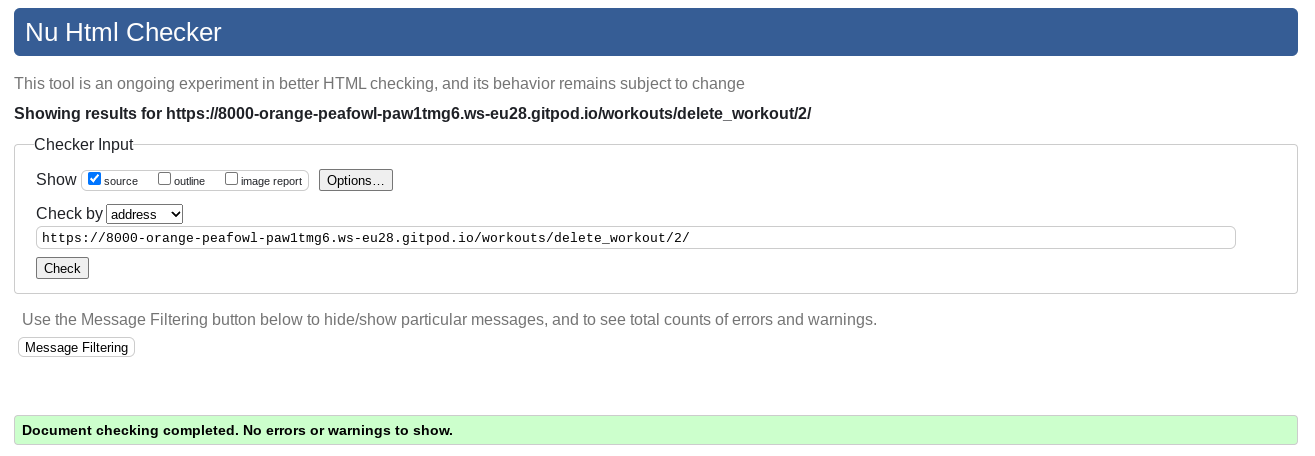 Nu Html Checker
This tool is an ongoing experiment in better HTML checking, and its behavior remains subject to change
Showing results for https://8000-orange-peafowl-paw1tmg6.ws-eu28.gitpod.io/workouts/delete_workout/2/
Checker Input
Show source outline image report Options...
Check by address
https://8000-orange-peafowl-paw1tmg6.ws-eu28.gitpod.io/workouts/delete_workout/2/
Check
Use the Message Filtering button below to hide/show particular messages, and to see total counts of errors and warnings.
Message Filtering
Document checking completed. No errors or warnings to show.